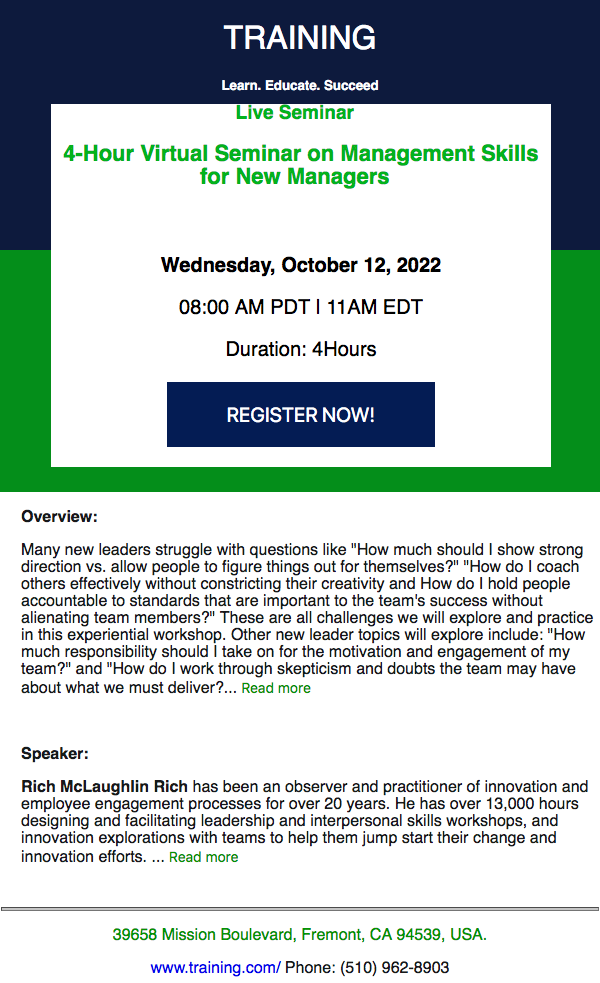 TRAINING
Learn. Educate. Succeed
Live Seminar
4-Hour Virtual Seminar on Management Skills
for New Managers
Wednesday, October 12, 2022
08:00 AM PDT | 11AM EDT
Duration: 4Hours
REGISTER NOW!
Overview:
Many new leaders struggle with questions like "How much should I show strong
direction vs. allow people to figure things out for themselves?" "How do I coach
others effectively without constricting their creativity and How do I hold people
accountable to standards that are important to the team's success without
alienating team members?" These are all challenges we will explore and practice
in this experiential workshop. Other new leader topics will explore include: "How
much responsibility should I take on for the motivation and engagement of my
team?" and "How do I work through skepticism and doubts the team may have
about what we must deliver?... Read more
Speaker:
Rich McLaughlin Rich has been an observer and practitioner of innovation and
employee engagement processes for over 20 years. He has over 13,000 hours
designing and facilitating leadership and interpersonal skills workshops, and
innovation explorations with teams to help them jump start their change and
innovation efforts. ... Read more
39658 Mission Boulevard, Fremont, CA 94539, USA.
www.training.com/ Phone: (510) 962-8903